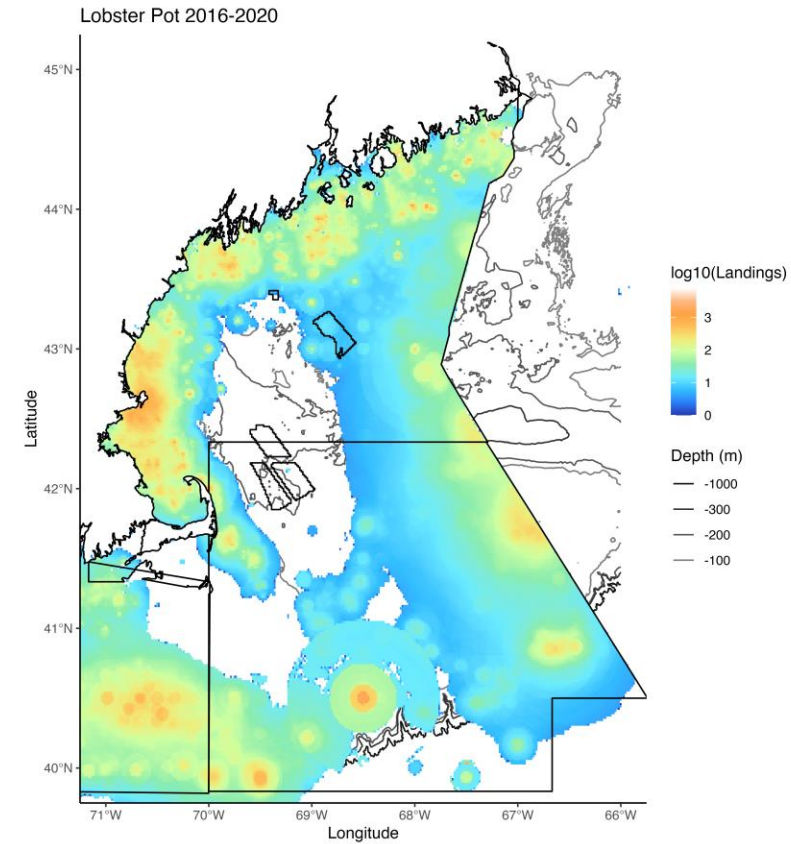 Lobster Pot 2016-2020
45°N
44°N
43°N
42°N
41°N
40°N
Latitude
71°W 70°W 69°W 68°W 67°W 66°W
Longitude
log10(Landings)
3
2
1
0
Depth (m)
-1000
-300
-200
-100